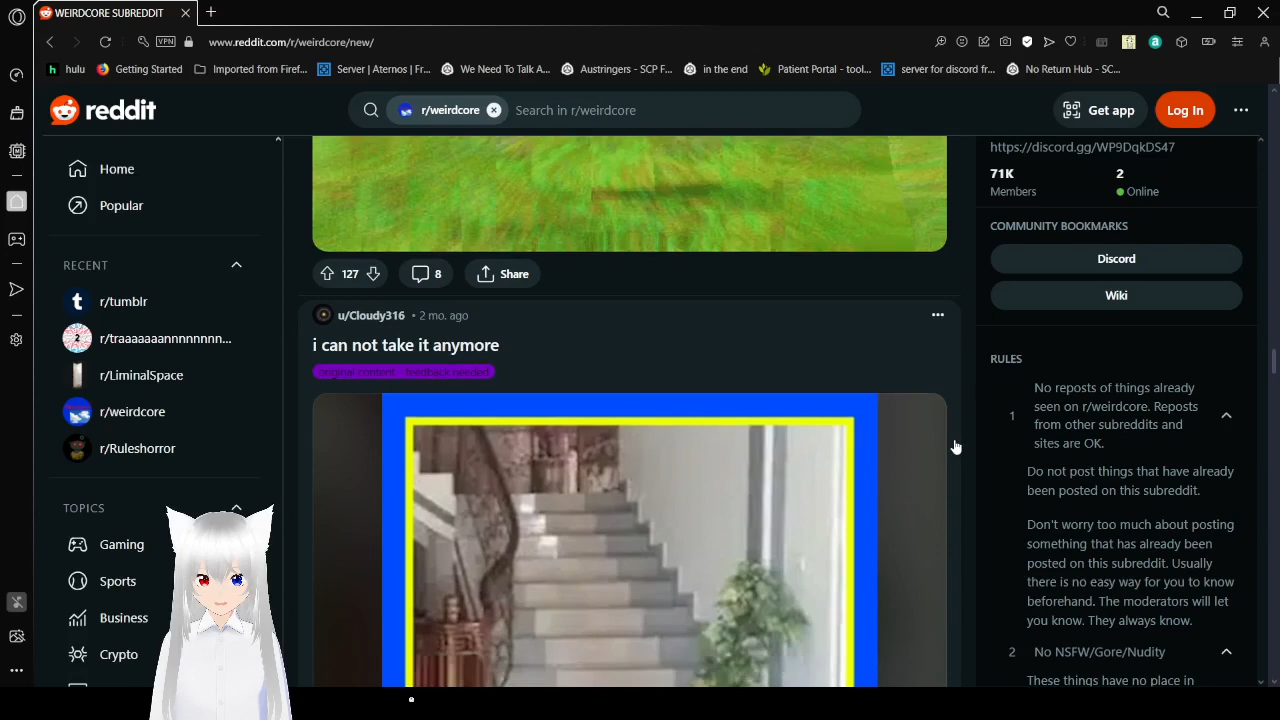 WEIRDCORE SUBREDDIT
VPN
www.reddit.com/r/weirdcore/new/
hulu
Getting Started
Imported from Firef...
Server | Aternos | Fr...
We Need To Talk A...
Austringers - SCP F...
in the end
Patient Portal - tool...
server for discord fr...
No Return Hub - SC...
reddit
r/weirdcore
Search in r/weirdcore
Get app
Log In
Home
Popular
RECENT
r/tumblr
r/traaaaaaannnnnnnn...
r/LiminalSpace
r/weirdcore
r/Ruleshorror
TOPICS
Gaming
Sports
Business
Crypto
127
8
Share
u/Cloudy316 • 2 mo. ago
i can not take it anymore
original content - feedback needed
https://discord.gg/WP9DqkDS47
71K
2
Members
Online
COMMUNITY BOOKMARKS
Discord
Wiki
RULES
1
No reposts of things already
seen on r/weirdcore. Reposts
from other subreddits and
sites are OK.
Do not post things that have already
been posted on this subreddit.
Don't worry too much about posting
something that has already been
posted on this subreddit. Usually
there is no easy way for you to know
beforehand. The moderators will let
you know. They always know.
2 No NSFW/Gore/Nudity
These things have no place in